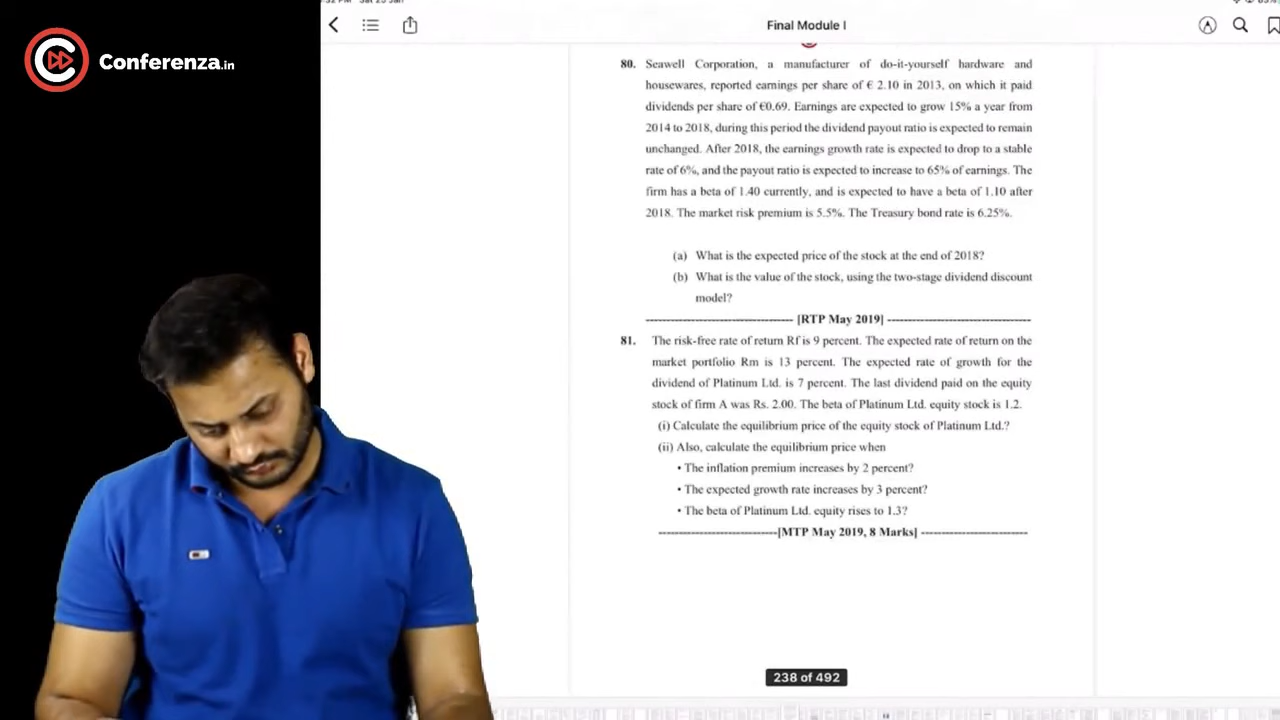 Final Module I
Conferenza.in
80. Seawell Corporation, a manufacturer of do-it-yourself hardware and
housewares, reported earnings per share of € 2.10 in 2013, on which it paid
dividends per share of €0.69. Earnings are expected to grow 15% a year from
2014 to 2018, during this period the dividend payout ratio is expected to remain
unchanged. After 2018, the earnings growth rate is expected to drop to a stable
rate of 6%, and the payout ratio is expected to increase to 65% of earnings. The
firm has a beta of 1.40 currently, and is expected to have a beta of 1.10 after
2018. The market risk premium is 5.5%. The Treasury bond rate is 6.25%.
(a) What is the expected price of the stock at the end of 2018?
(b) What is the value of the stock, using the two-stage dividend discount
model?
---------------------------------- [RTP May 2019] ----------------------------------
81. The risk-free rate of return Rf is 9 percent. The expected rate of return on the
market portfolio Rm is 13 percent. The expected rate of growth for the
dividend of Platinum Ltd. is 7 percent. The last dividend paid on the equity
stock of firm A was Rs. 2.00. The beta of Platinum Ltd. equity stock is 1.2.
(i) Calculate the equilibrium price of the equity stock of Platinum Ltd.?
(ii) Also, calculate the equilibrium price when
• The inflation premium increases by 2 percent?
• The expected growth rate increases by 3 percent?
• The beta of Platinum Ltd. equity rises to 1.3?
---------------------------[MTP May 2019, 8 Marks] ------------------------
238 of 492